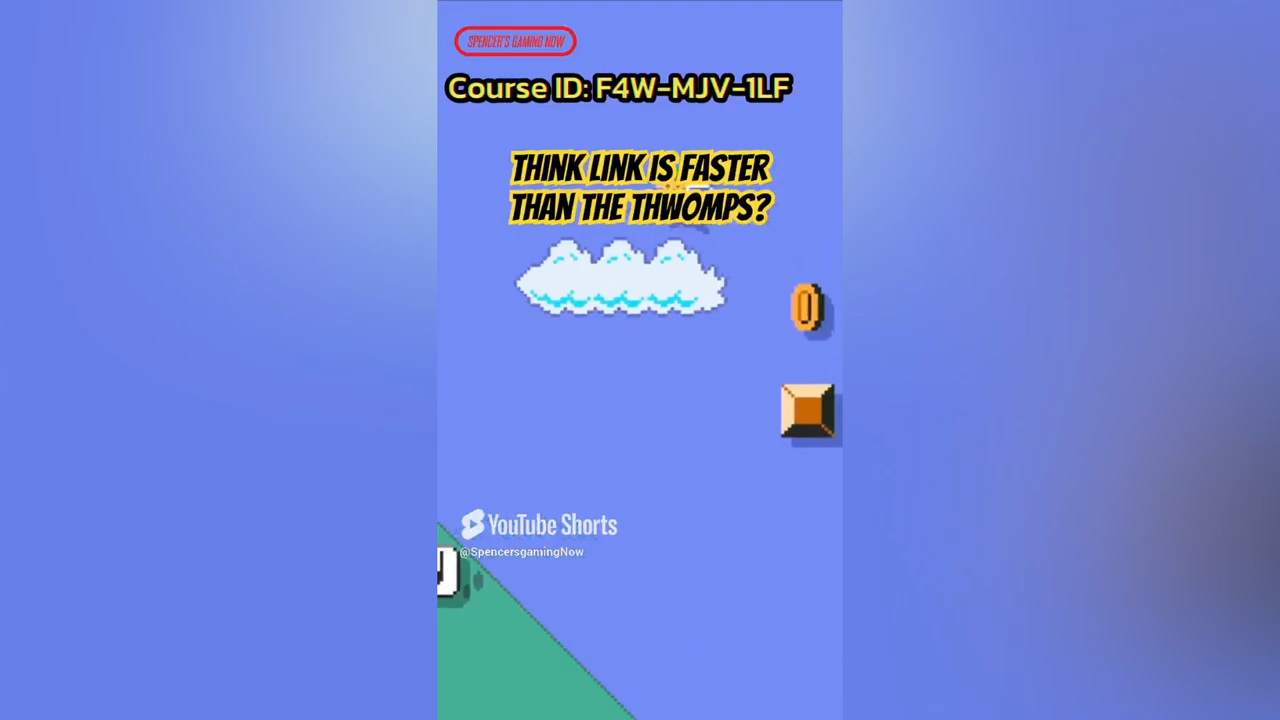 SPENCER'S GAMING NOW
Course ID: F4W-MJV-1LF
THINK LINK IS FASTER
THAN THE THWOMPS?
YouTube Shorts
@SpencersgamingNow